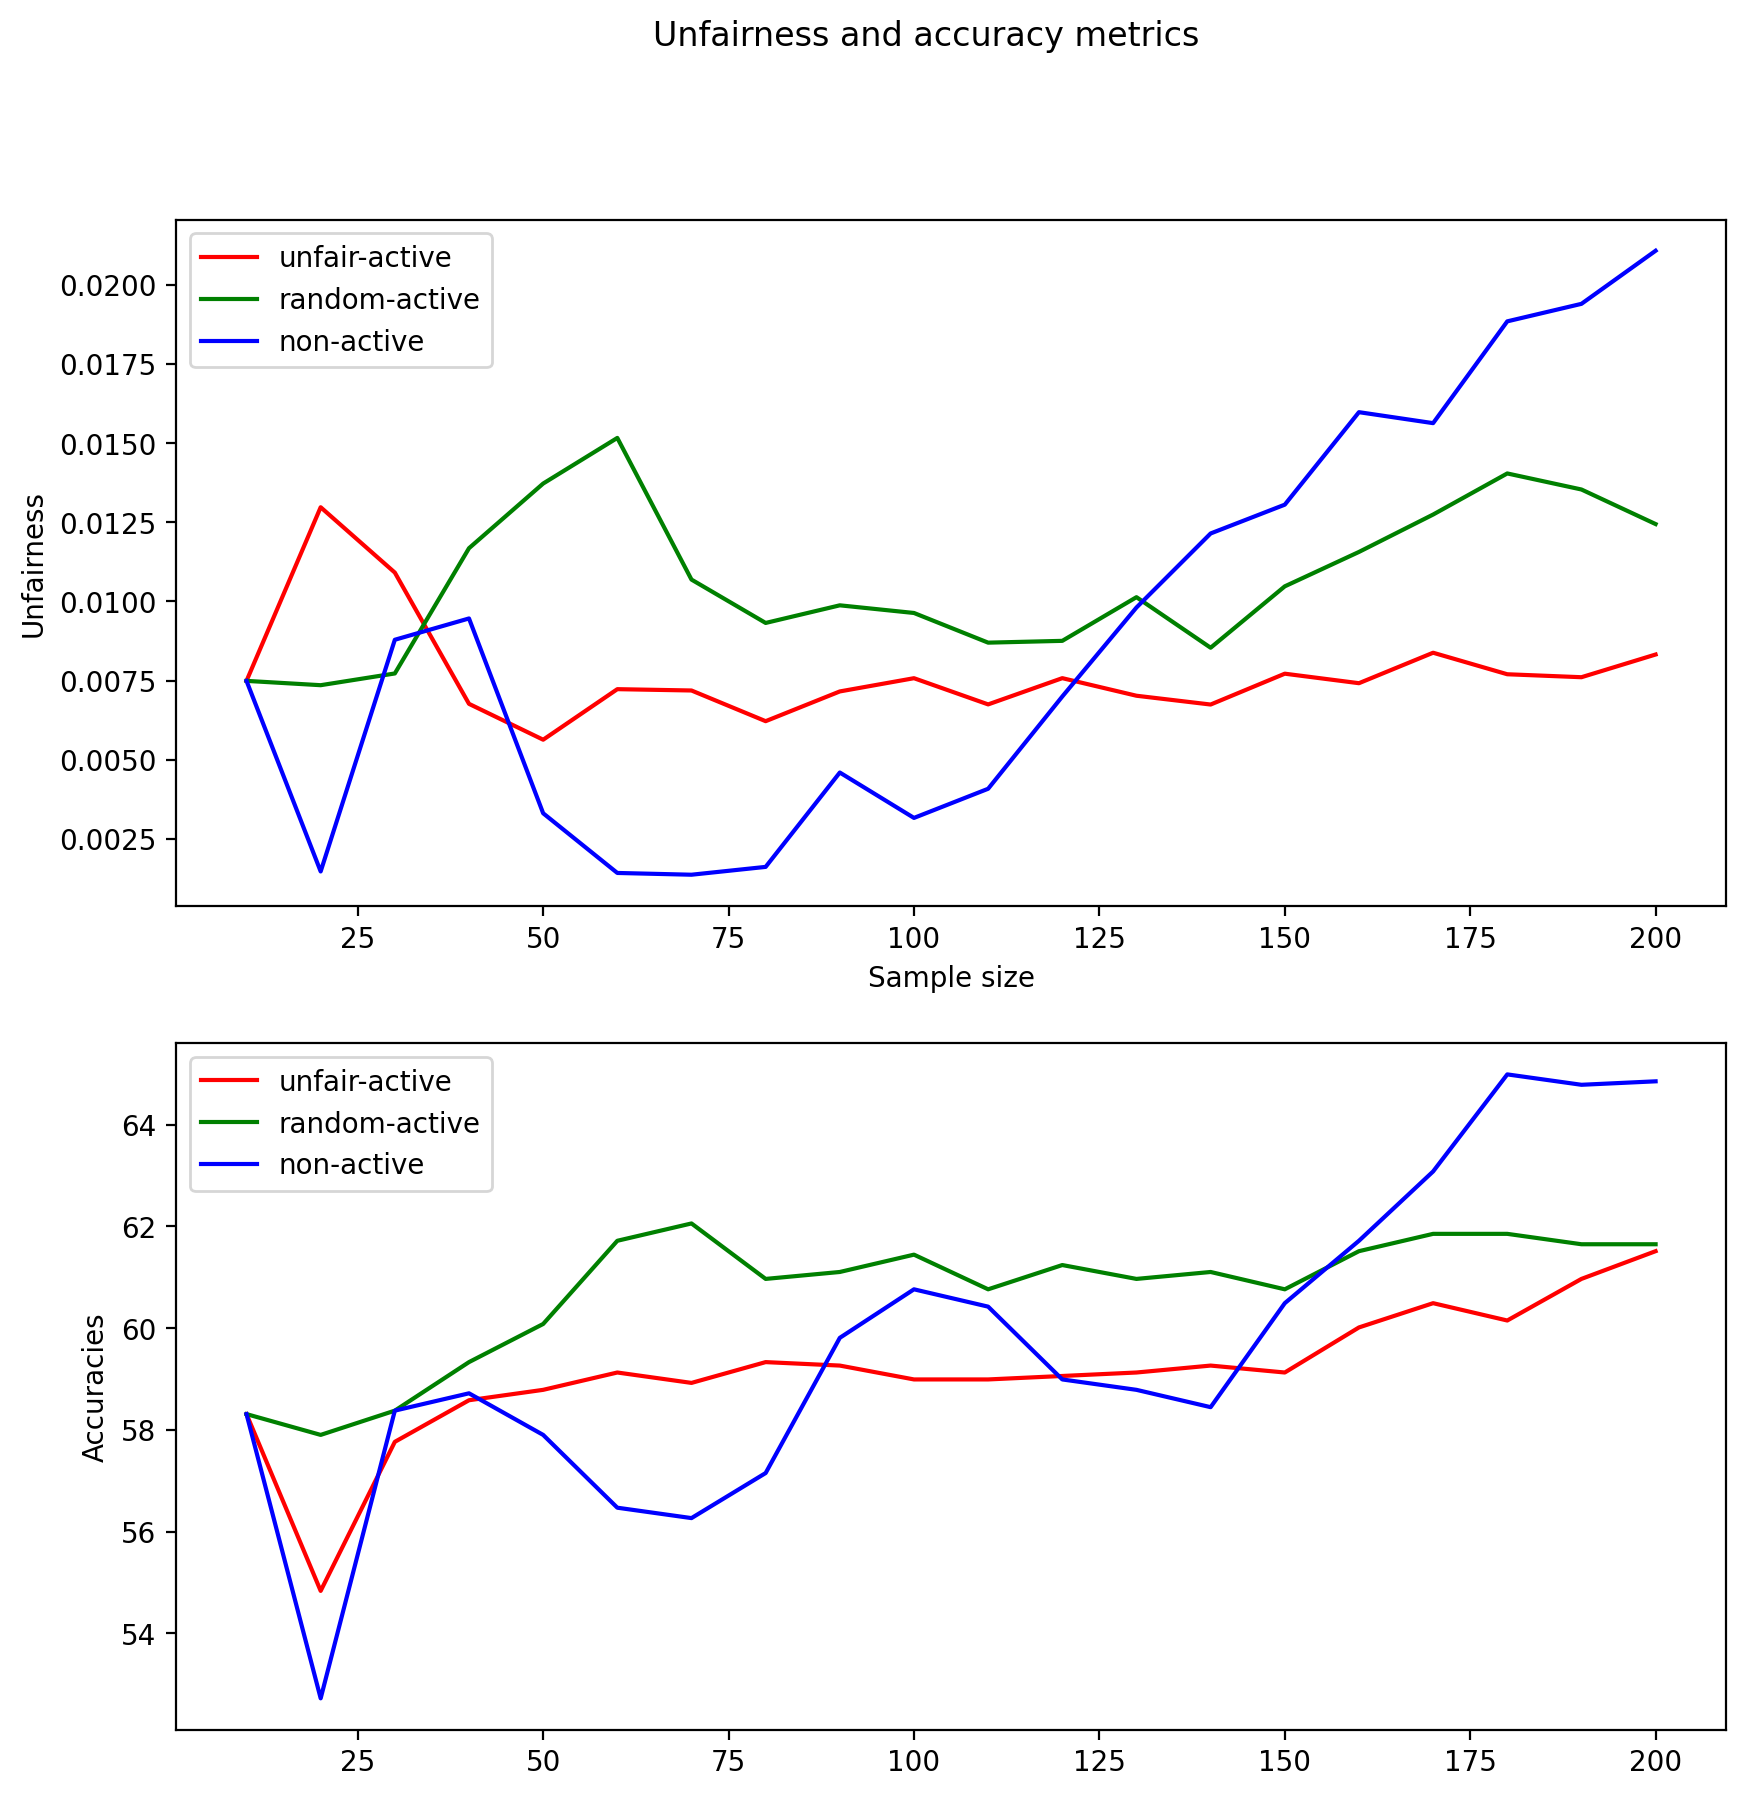 Unfairness and accuracy metrics
unfair-active
random-active
non-active
0.0200
0.0175
0.0150
0.0125
0.0100
0.0075
0.0050
0.0025
Unfairness
25 50 75 100 125 150 175 200
Sample size
unfair-active
random-active
non-active
64
62
60
58
56
54
Accuracies
25 50 75 100 125 150 175 200